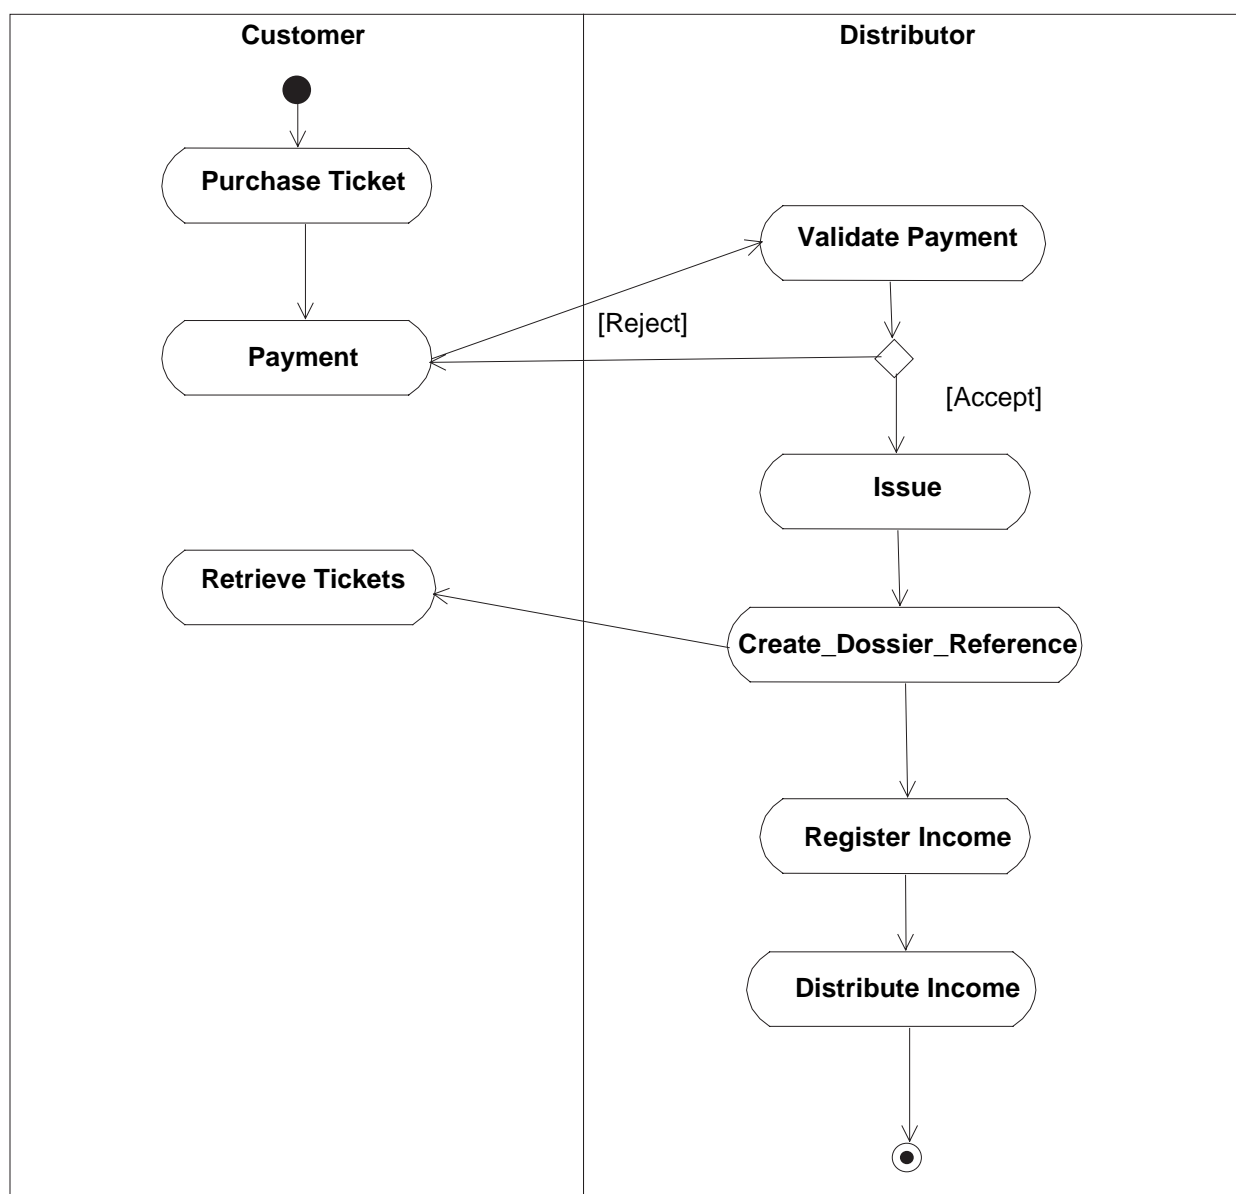 Customer
Distributor
Purchase Ticket
Validate Payment
[Reject]
Payment
[Accept]
Issue
Retrieve Tickets
Create_Dossier_Reference
Register Income
Distribute Income